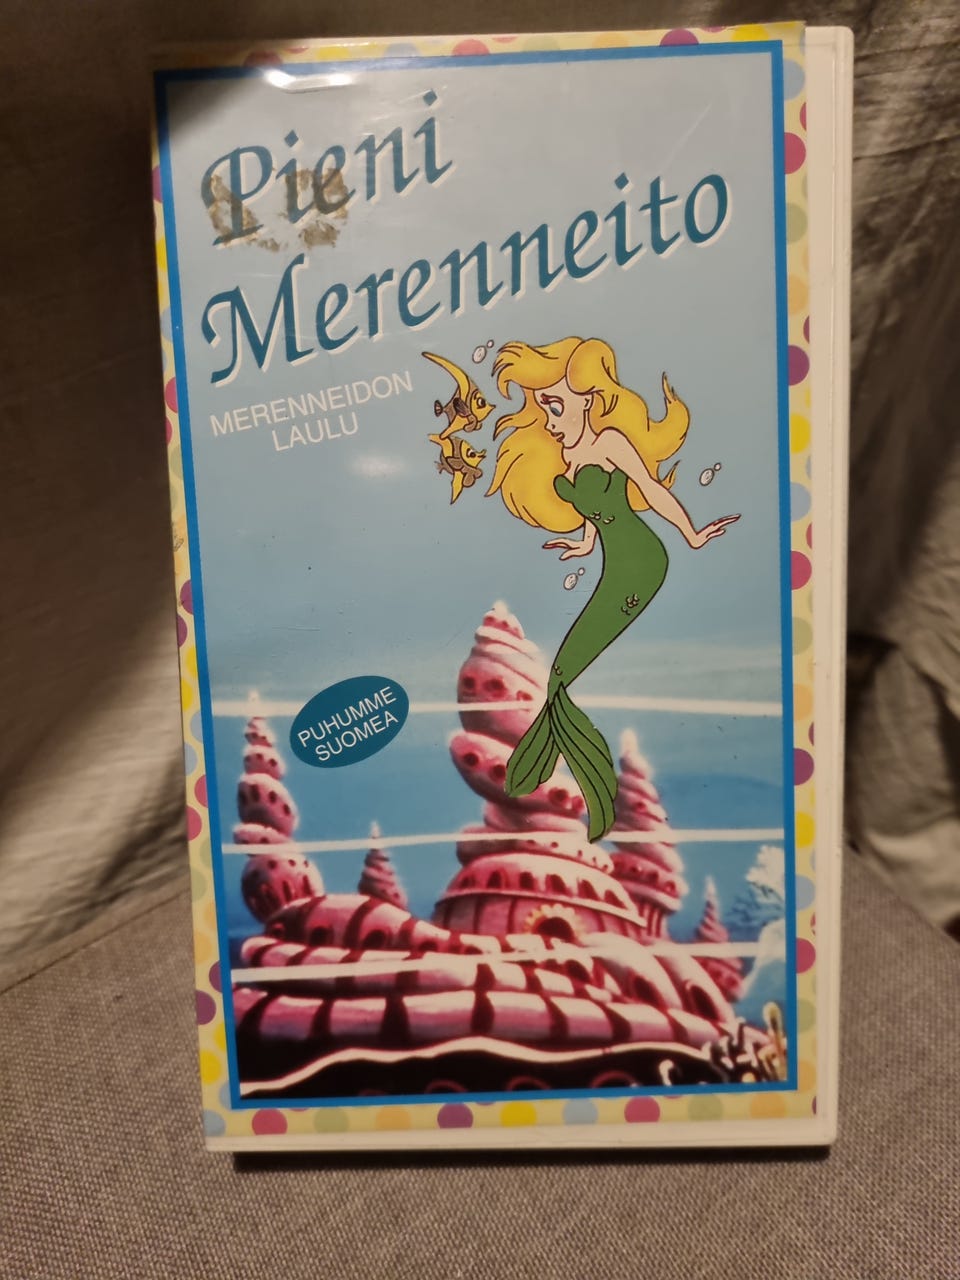 Pieni
Merenneito
MERENNEIDON
LAULU
PUHUMME
SUOMEA